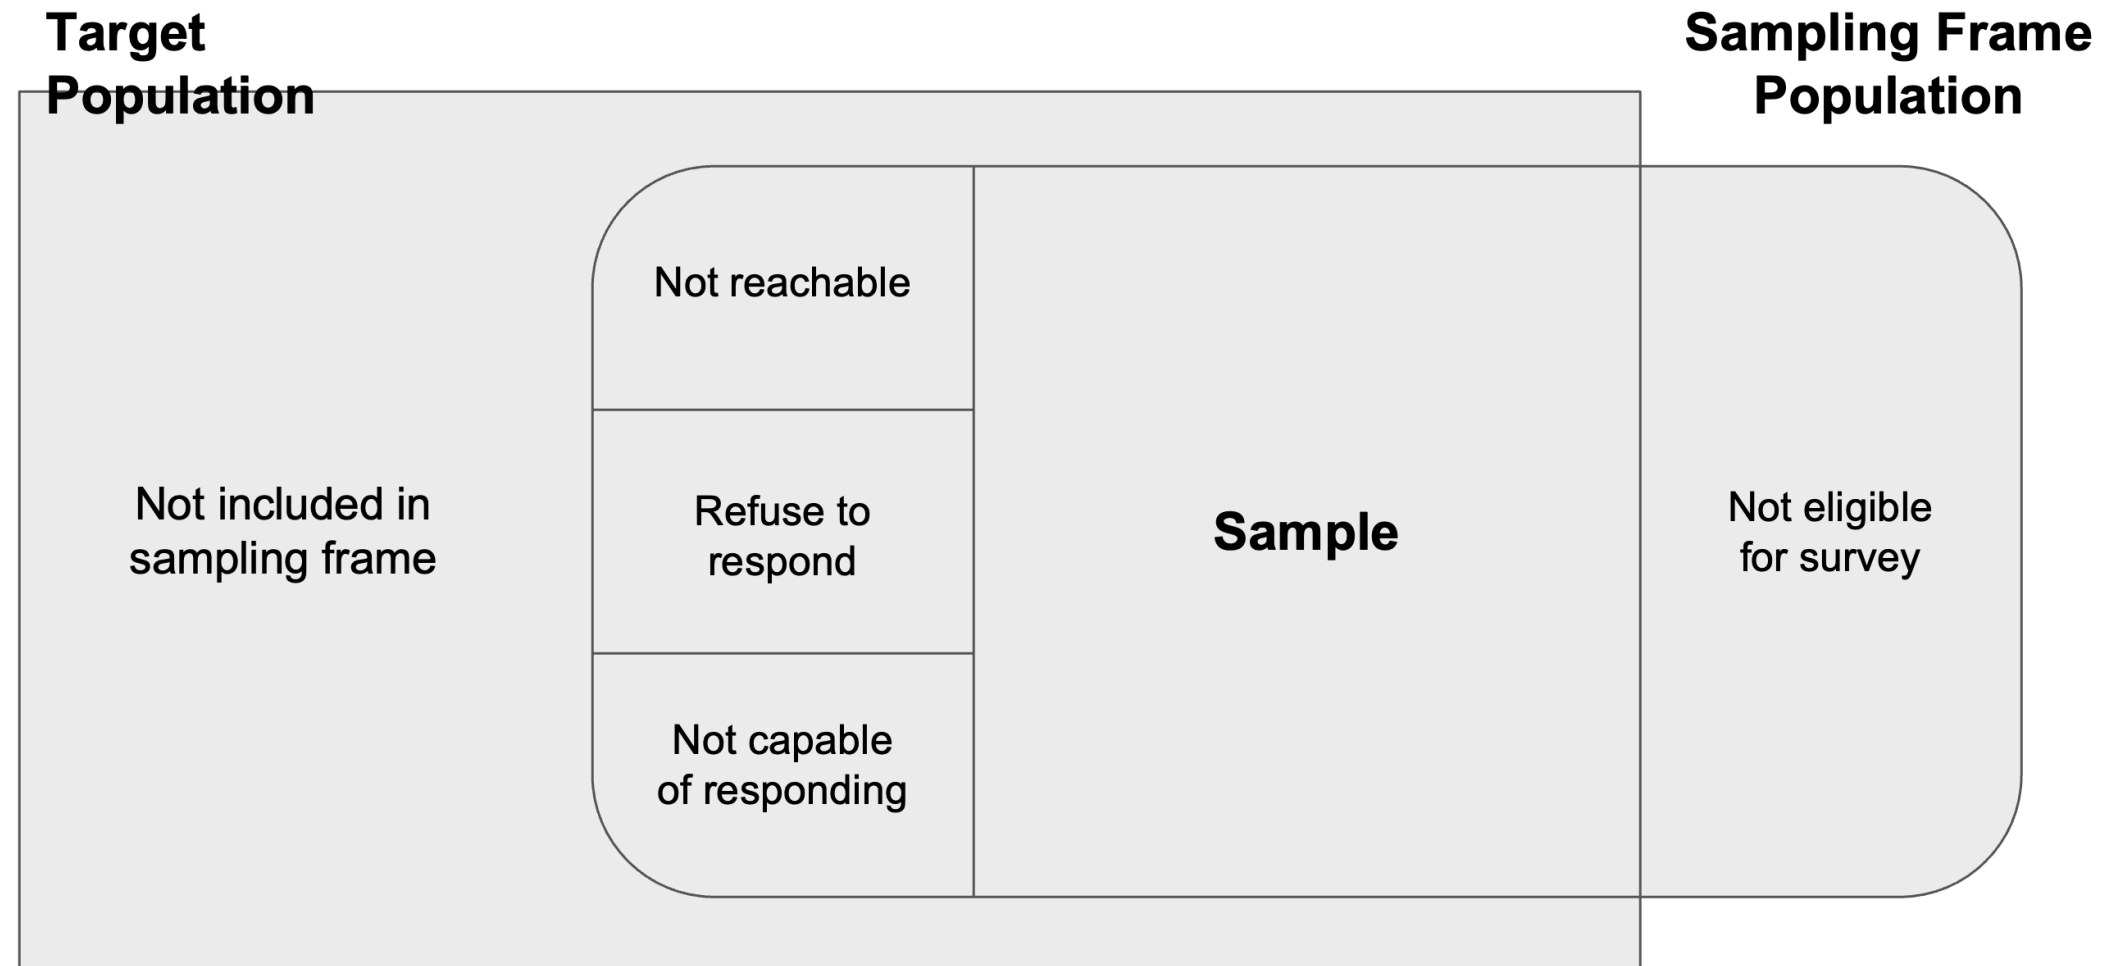 Target
Population
Sampling Frame
Population
Not included in
sampling frame
Not reachable
Refuse to
respond
Not capable
of responding
Sample
Not eligible
for survey